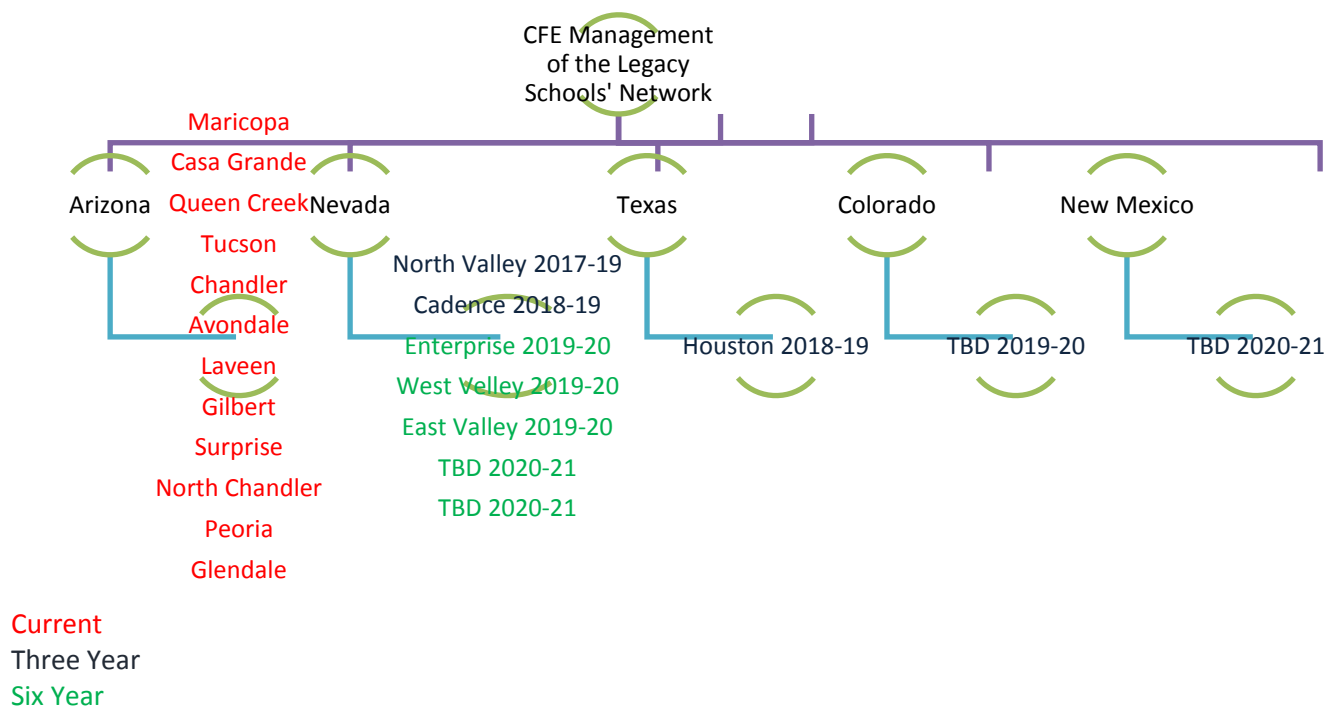 CFE Management
of the Legacy
Schools' Network
Arizona
Maricopa
Casa Grande
Queen Creek
Tucson
Chandler
Avondale
Laveen
Gilbert
Surprise
North Chandler
Peoria
Glendale
Nevada
North Valley 2017-19
Cadence 2018-19
Enterprise 2019-20
West Velley 2019-20
East Valley 2019-20
TBD 2020-21
TBD 2020-21
Texas
Houston 2018-19
Colorado
TBD 2019-20
New Mexico
TBD 2020-21
Current
Three Year
Six Year